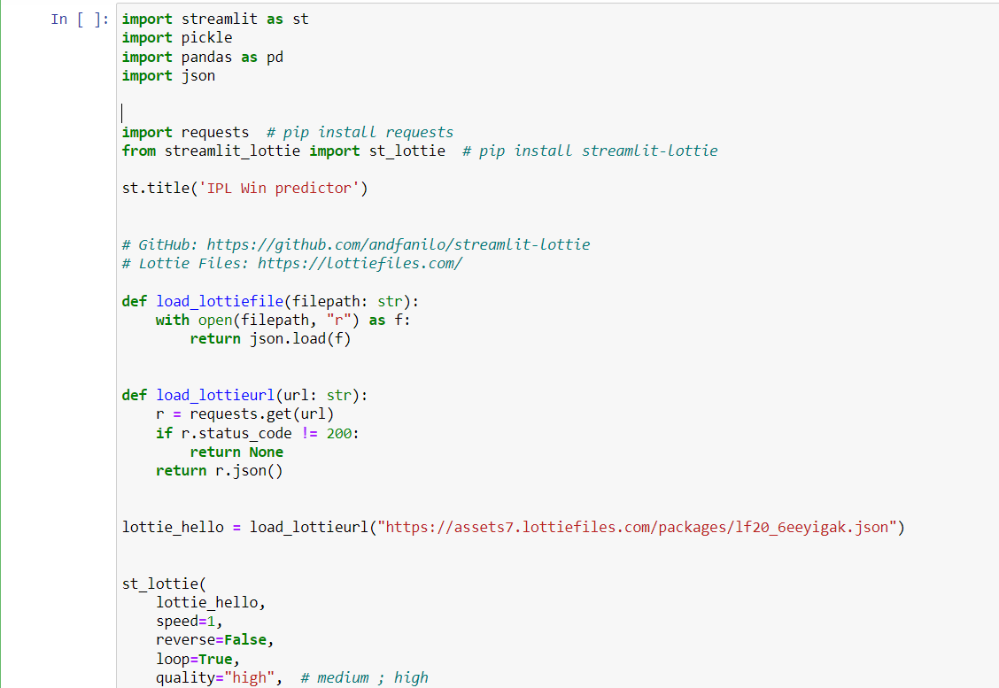 In [ ]:
import streamlit as st
import pickle
import pandas as pd
import json
import requests  # pip install requests
from streamlit_lottie import st_lottie  # pip install streamlit-lottie
st.title('IPL Win predictor')
# GitHub: https://github.com/andfanilo/streamlit-lottie
# Lottie Files: https://lottiefiles.com/
def load_lottiefile(filepath: str):
    with open(filepath, "r") as f:
        return json.load(f)
def load_lottieurl(url: str):
    r = requests.get(url)
    if r.status_code != 200:
        return None
    return r.json()
lottie_hello = load_lottieurl("https://assets7.lottiefiles.com/packages/lf20_6eeyigak.json")
st_lottie(
    lottie_hello,
    speed=1,
    reverse=False,
    loop=True,
    quality="high",  # medium ; high